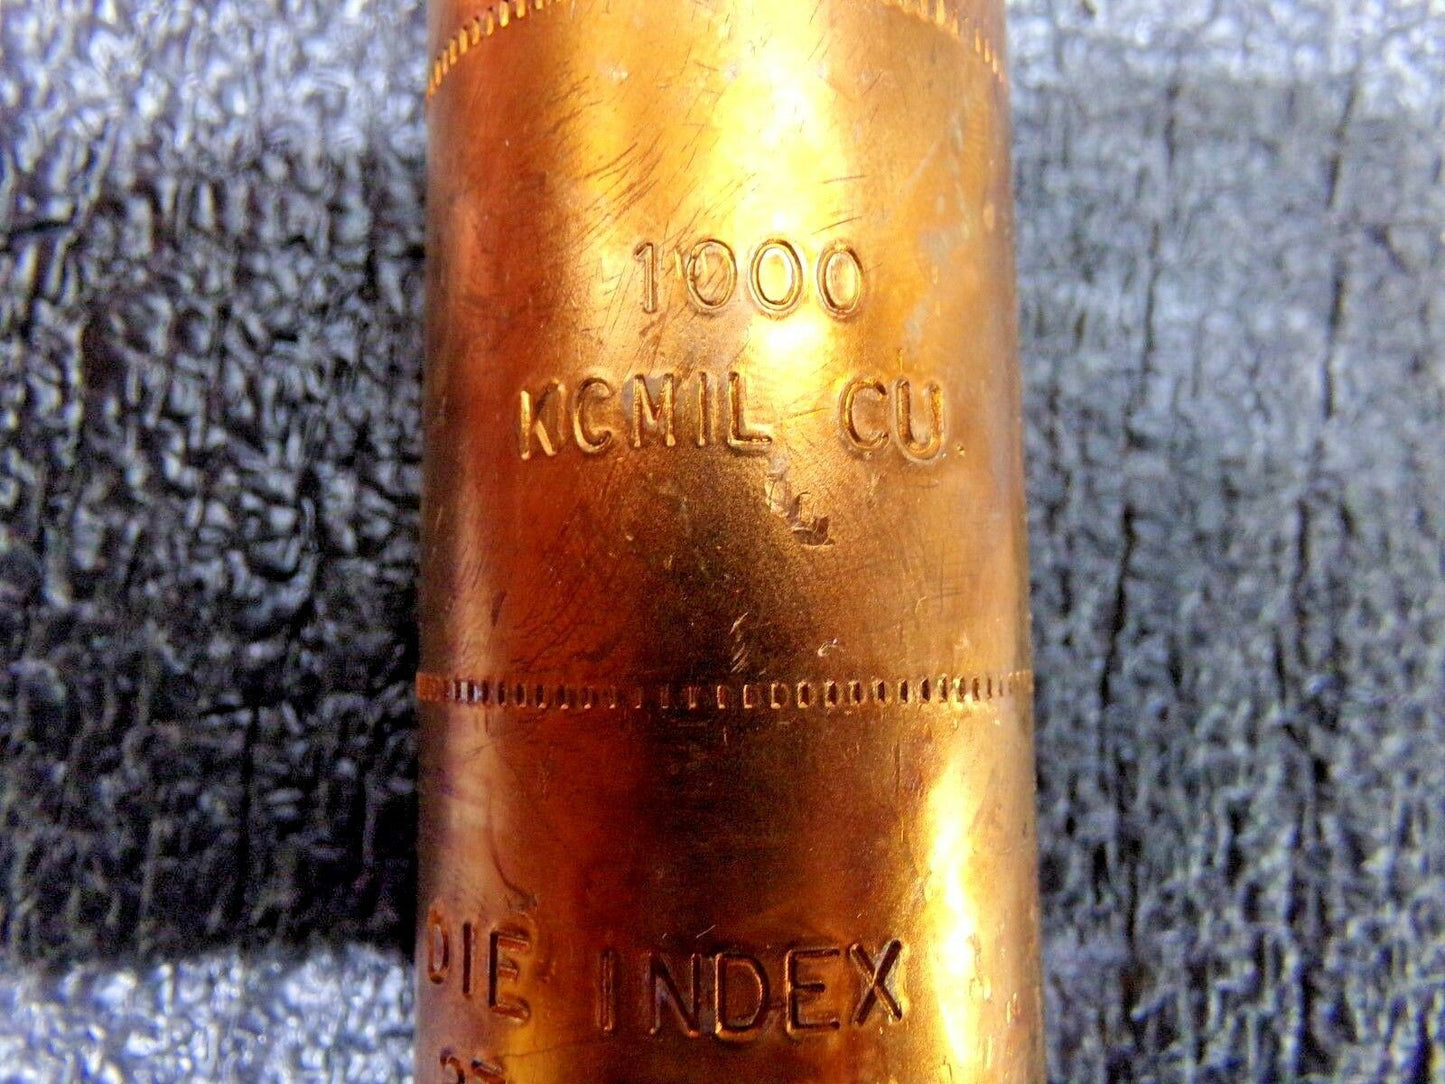 1000
KCMIL CU.
DIE INDEX